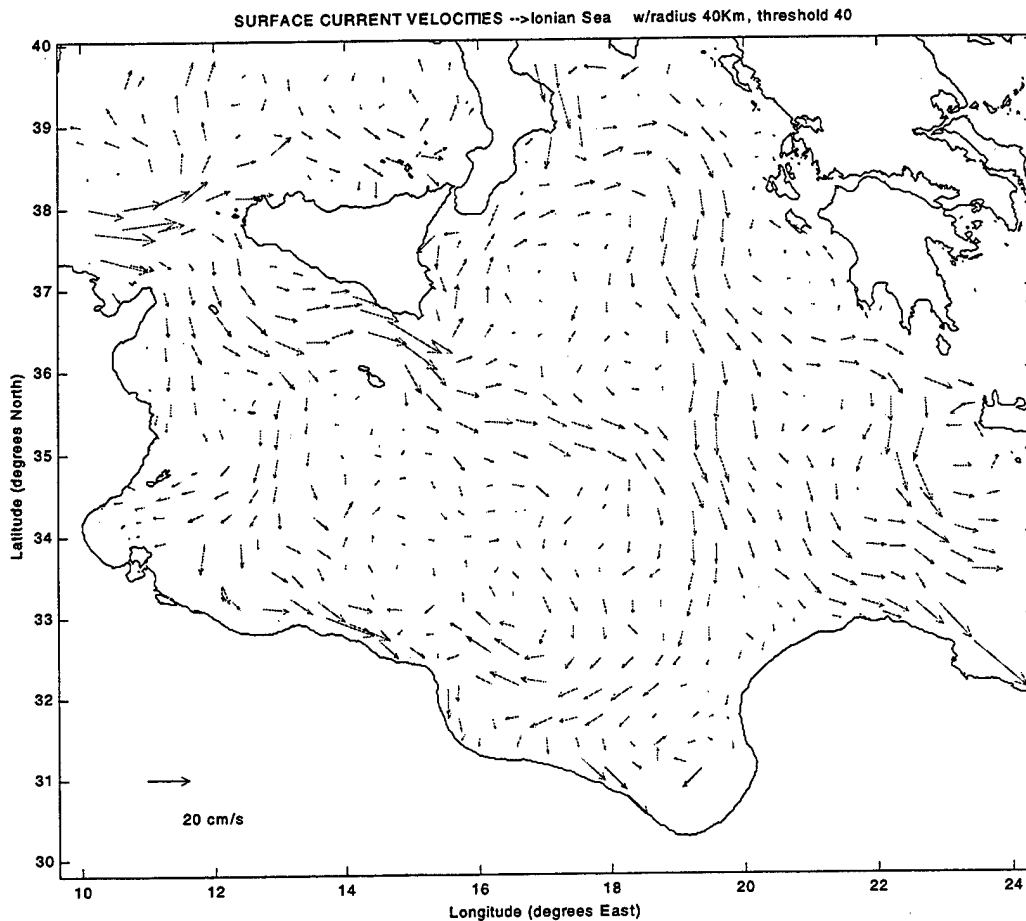 SURFACE CURRENT VELOCITIES -->Ionian Sea w/radius 40Km, threshold 40
40
39
38
37
36
35
34
33
32
31
30
Latitude (degrees North)
20 cm/s
10 12 14 16 18 20 22 24
Longitude (degrees East)